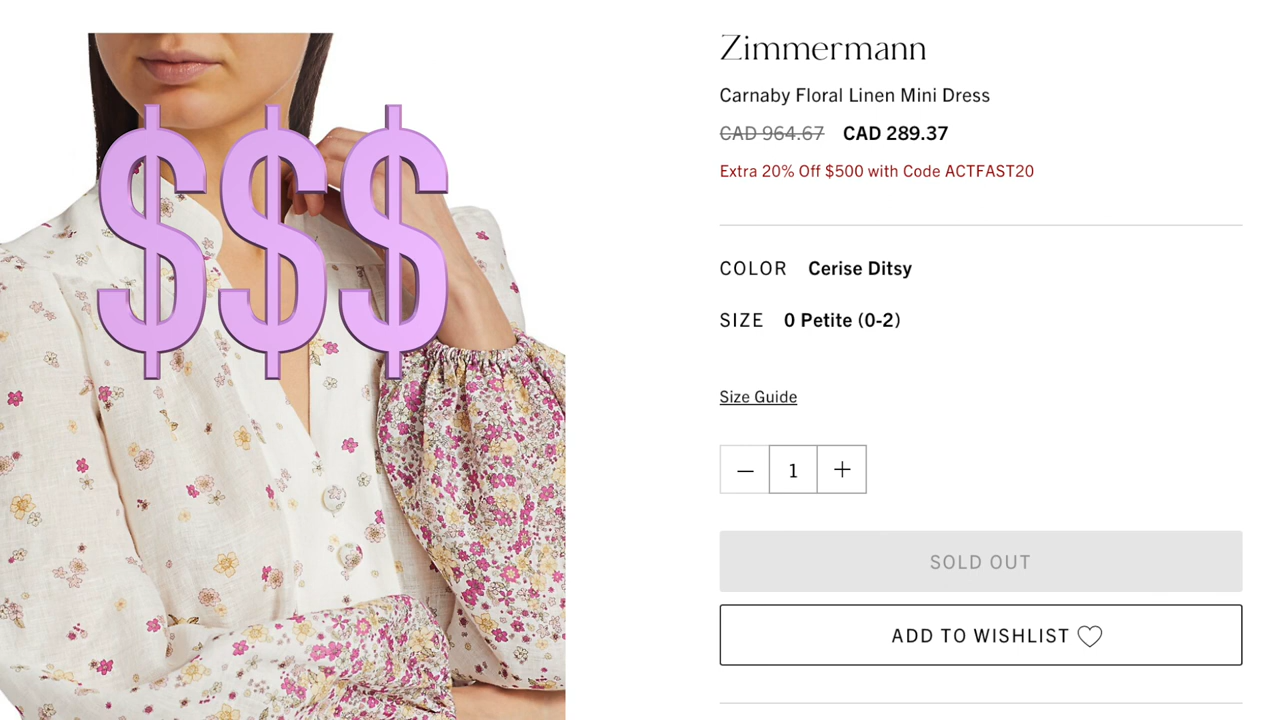 $$$
Zimmermann
Carnaby Floral Linen Mini Dress
CAD 964.67 CAD 289.37
Extra 20% Off $500 with Code ACTFAST20
COLOR Cerise Ditsy
SIZE 0 Petite (0-2)
Size Guide
— 1 +
SOLD OUT
ADD TO WISHLIST